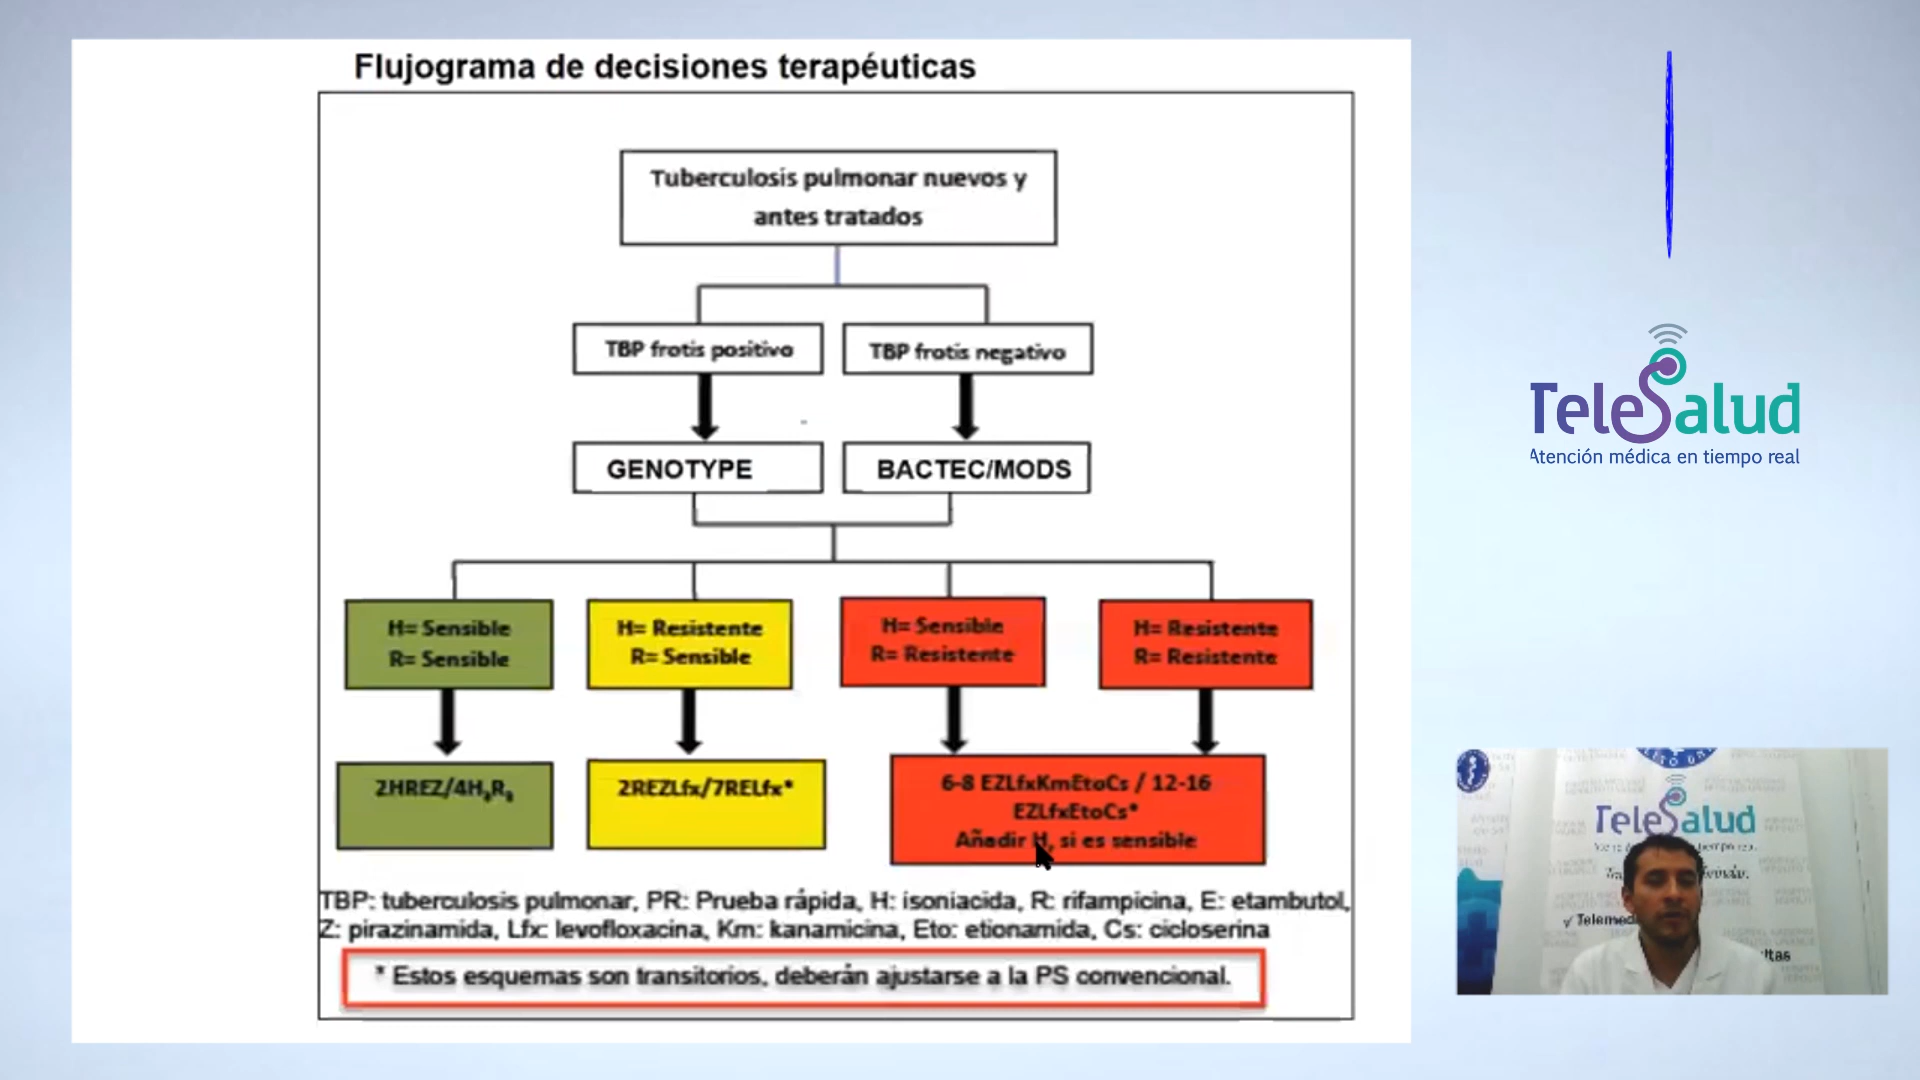 Flujograma de decisiones terapéuticas
Tuberculosis pulmonar nuevos y
antes tratados
TBP frotis positivo
TBP frotis negativo
GENOTYPE
BACTEC/MODS
H= Sensible
R= Sensible
H= Resistente
R= Sensible
H= Sensible
R= Resistente
H= Resistente
R= Resistente
2HREZ/4H₃R₃
2REZLfx/7RELfx*
6-8 EZLfxKmEtoCs / 12-16
EZLfxEtoCs*
Añadir H, si es sensible
TBP: tuberculosis pulmonar, PR: Prueba rápida, H: isoniacida, R: rifampicina, E: etambutol,
Z: pirazinamida, Lfx: levofloxacina, Km: kanamicina, Eto: etionamida, Cs: cicloserina
* Estos esquemas son transitorios, deberán ajustarse a la PS convencional.
TeleSalud
Atención médica en tiempo real
TeleSalud